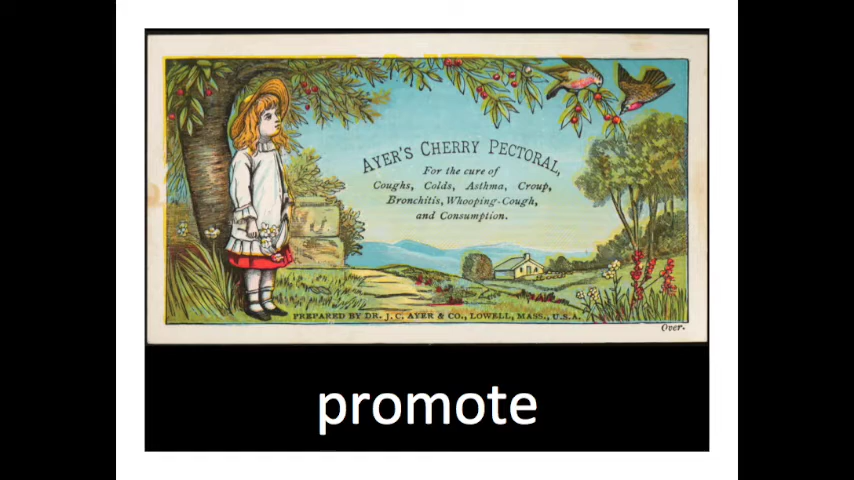 AYER'S CHERRY PECTORAL,
For the cure of
Coughs, Colds, Asthma, Croup,
Bronchitis, Whooping-Cough,
and Consumption.
PREPARED BY DR. J. C. AYER & CO., LOWELL, MASS., U.S.A.
Over.
promote